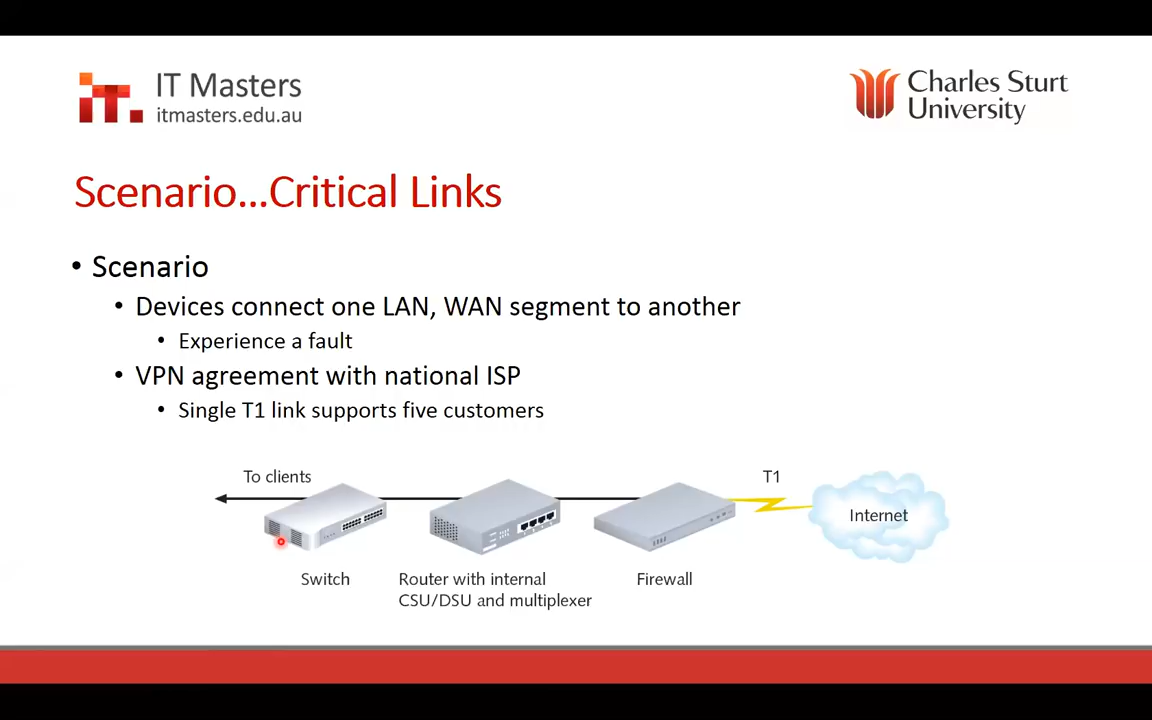 IT Masters
itmasters.edu.au
Charles Sturt
University
Scenario...Critical Links
• Scenario
• Devices connect one LAN, WAN segment to another
• Experience a fault
• VPN agreement with national ISP
• Single T1 link supports five customers
To clients
T1
Internet
Switch
Router with internal
CSU/DSU and multiplexer
Firewall